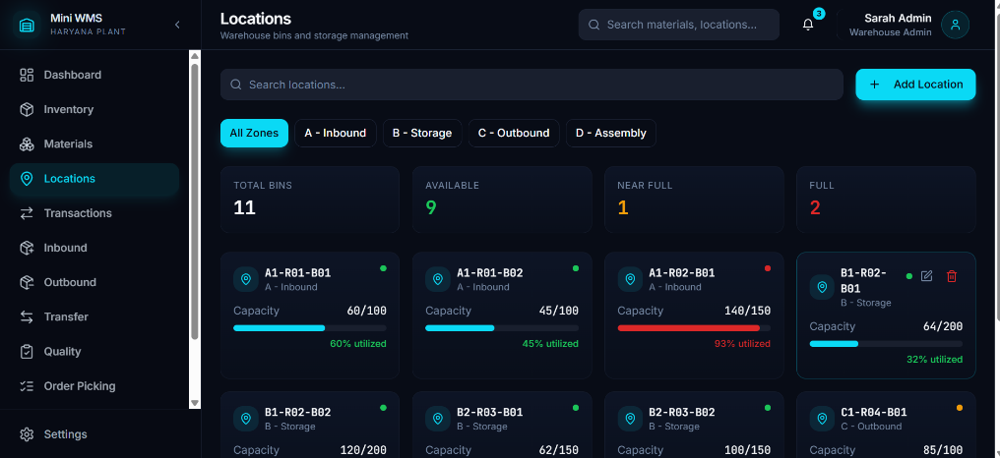 Mini WMS
HARYANA PLANT
Dashboard
Inventory
Materials
Locations
Transactions
Inbound
Outbound
Transfer
Quality
Order Picking
Settings
Locations
Warehouse bins and storage management
Search materials, locations...
3
Sarah Admin
Warehouse Admin
Search locations...
+ Add Location
All Zones
A - Inbound
B - Storage
C - Outbound
D - Assembly
TOTAL BINS
11
AVAILABLE
9
NEAR FULL
1
FULL
2
A1-R01-B01
A - Inbound
Capacity 60/100
60% utilized
A1-R01-B02
A - Inbound
Capacity 45/100
45% utilized
A1-R02-B01
A - Inbound
Capacity 140/150
93% utilized
B1-R02-
B01
B - Storage
Capacity 64/200
32% utilized
B1-R02-B02
B - Storage
Capacity 120/200
B2-R03-B01
B - Storage
Capacity 62/150
B2-R03-B02
B - Storage
Capacity 100/150
C1-R04-B01
C - Outbound
Capacity 85/100